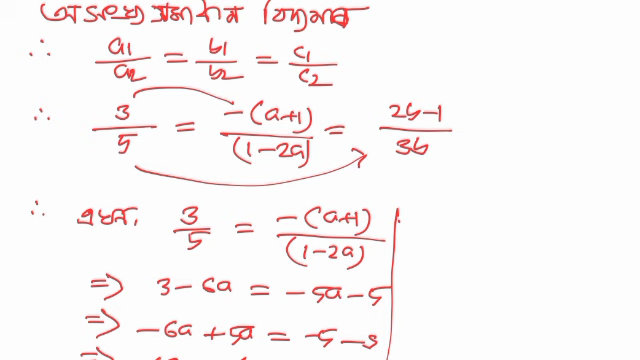 অসংখ্য সমাধান বিদ্যমান
∴ a1/a2 = b1/b2 = c1/c2
∴ 3/5 = -(a+1)/(1-2a) = 2b-1/3b
∴ এখন, 3/5 = -(a+1)/(1-2a)
⇒ 3 - 6a = - 5a - 5
⇒ - 6a + 5a = -5 - 3
⇒